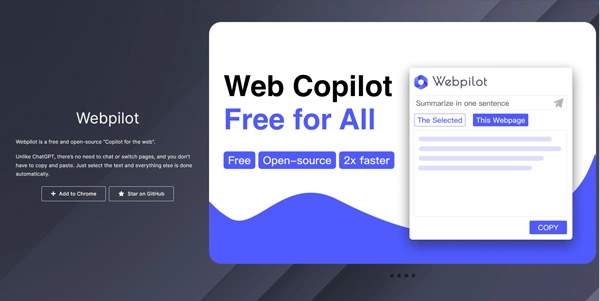 Webpilot
Webpilot is a free and open-source "Copilot for the web".
Unlike ChatGPT, there's no need to chat or switch pages, and you don't
have to copy and paste. Just select the text and everything else is done
automatically.
Add to Chrome
Star on GitHub
Web Copilot
Free for All
Free
Open-source
2x faster
Webpilot
Summarize in one sentence
The Selected
This Webpage
COPY